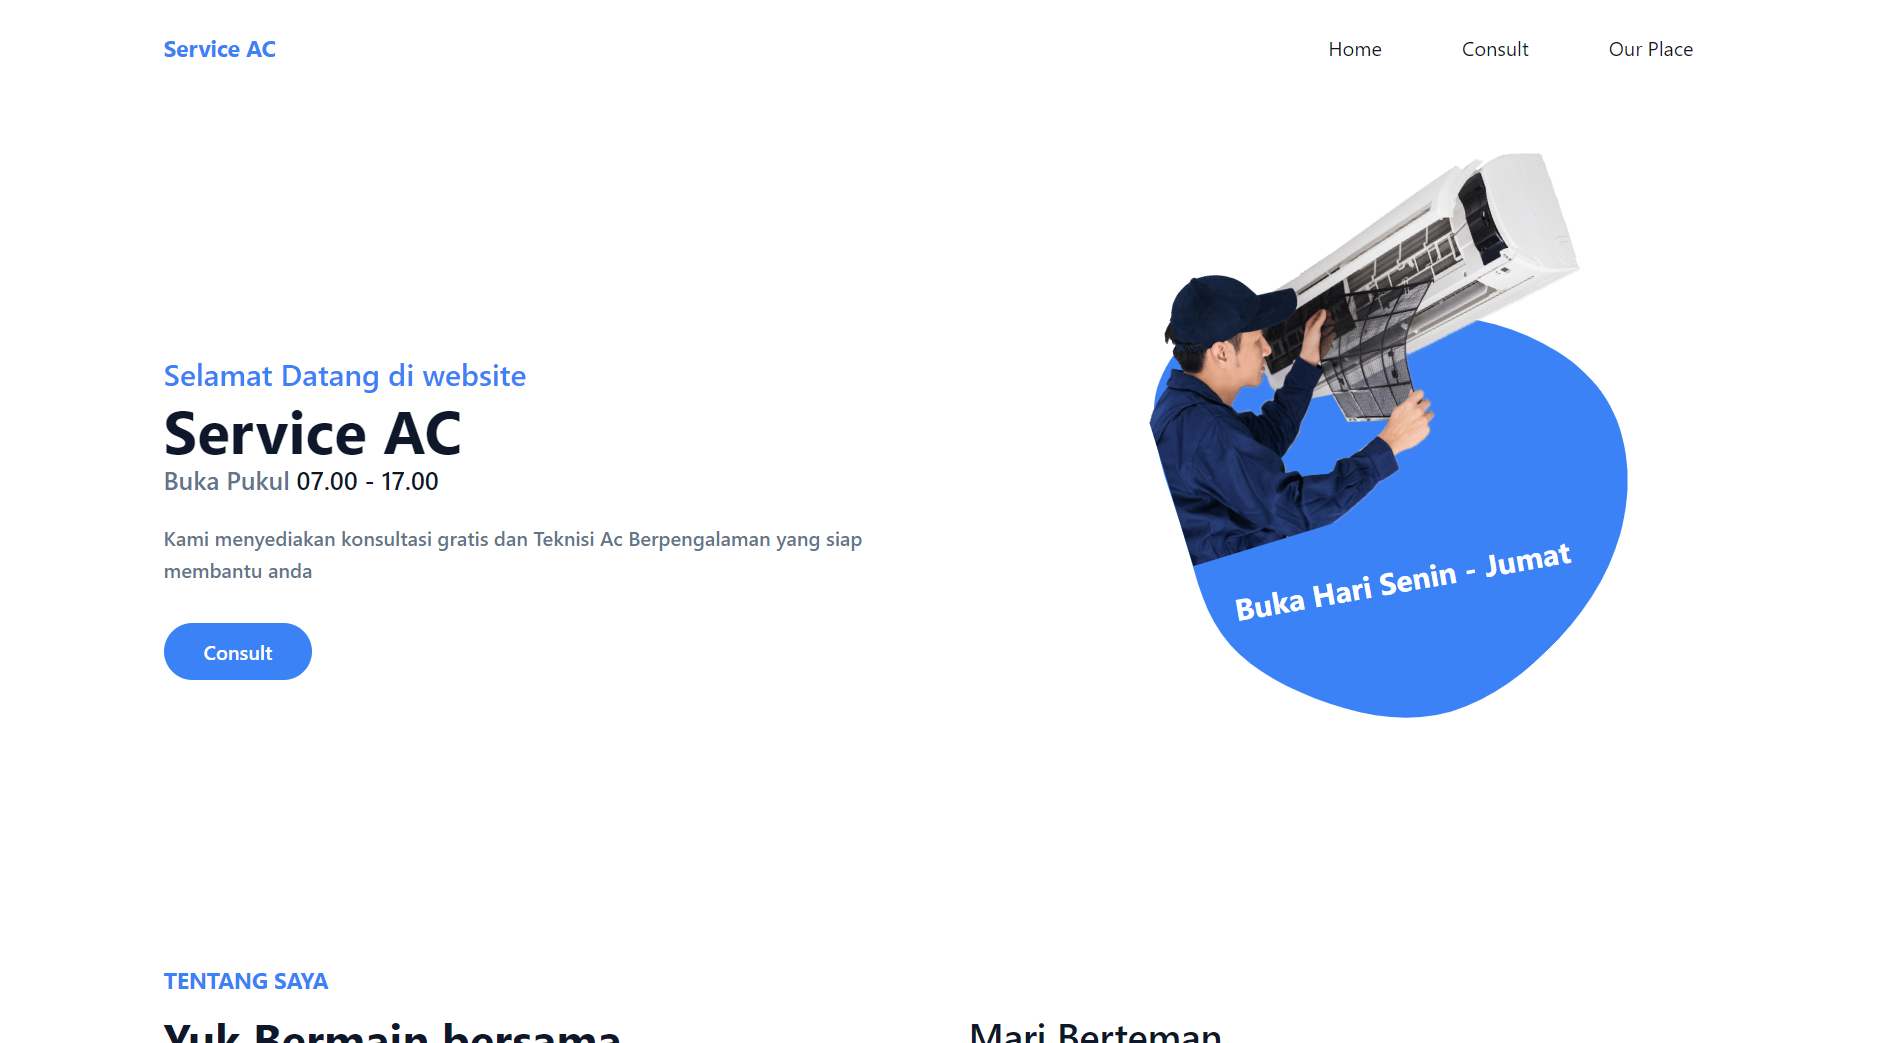 Service AC
Home
Consult
Our Place
Selamat Datang di website
Service AC
Buka Pukul 07.00 - 17.00
Kami menyediakan konsultasi gratis dan Teknisi Ac Berpengalaman yang siap
membantu anda
Consult
Buka Hari Senin - Jumat
TENTANG SAYA
Yuk Bermain bersama
Mari Berteman